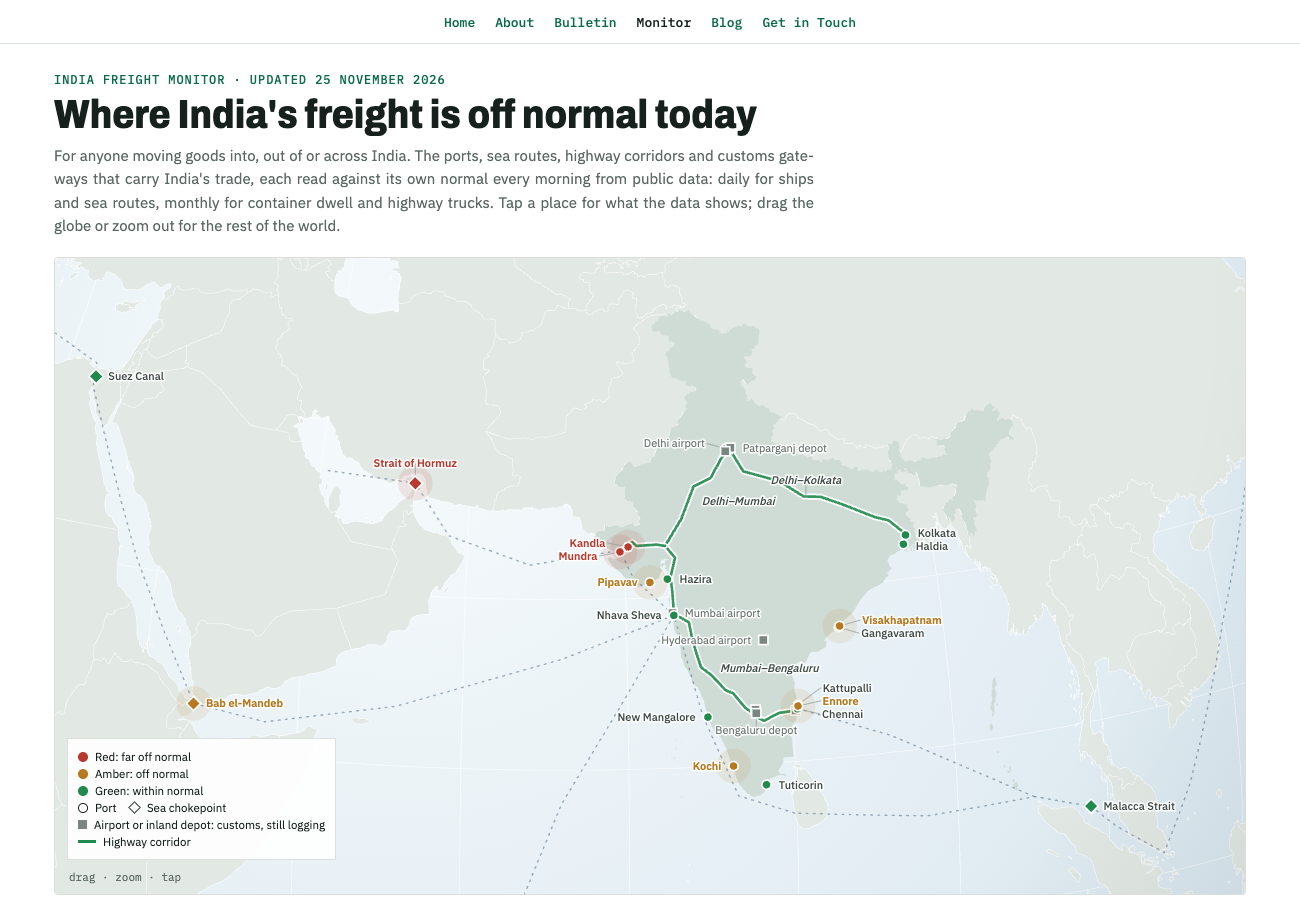 Home About Bulletin Monitor Blog Get in Touch
INDIA FREIGHT MONITOR · UPDATED 25 NOVEMBER 2026
Where India's freight is off normal today
For anyone moving goods into, out of or across India. The ports, sea routes, highway corridors and customs gate-
ways that carry India's trade, each read against its own normal every morning from public data: daily for ships
and sea routes, monthly for container dwell and highway trucks. Tap a place for what the data shows; drag the
globe or zoom out for the rest of the world.
Suez Canal
Delhi airport
Patparganj depot
Strait of Hormuz
Delhi–Kolkata
Delhi–Mumbai
Kolkata
Kandla
Haldia
Mundra
Pipavav
Hazira
Nhava Sheva
Mumbai airport
Visakhapatnam
Gangavaram
Hyderabad airport
Mumbai–Bengaluru
Kattupalli
Bab el-Mandeb
Ennore
Chennai
New Mangalore
Bengaluru depot
Kochi
Tuticorin
Malacca Strait
Red: far off normal
Amber: off normal
Green: within normal
Port Sea chokepoint
Airport or inland depot: customs, still logging
Highway corridor
drag · zoom · tap